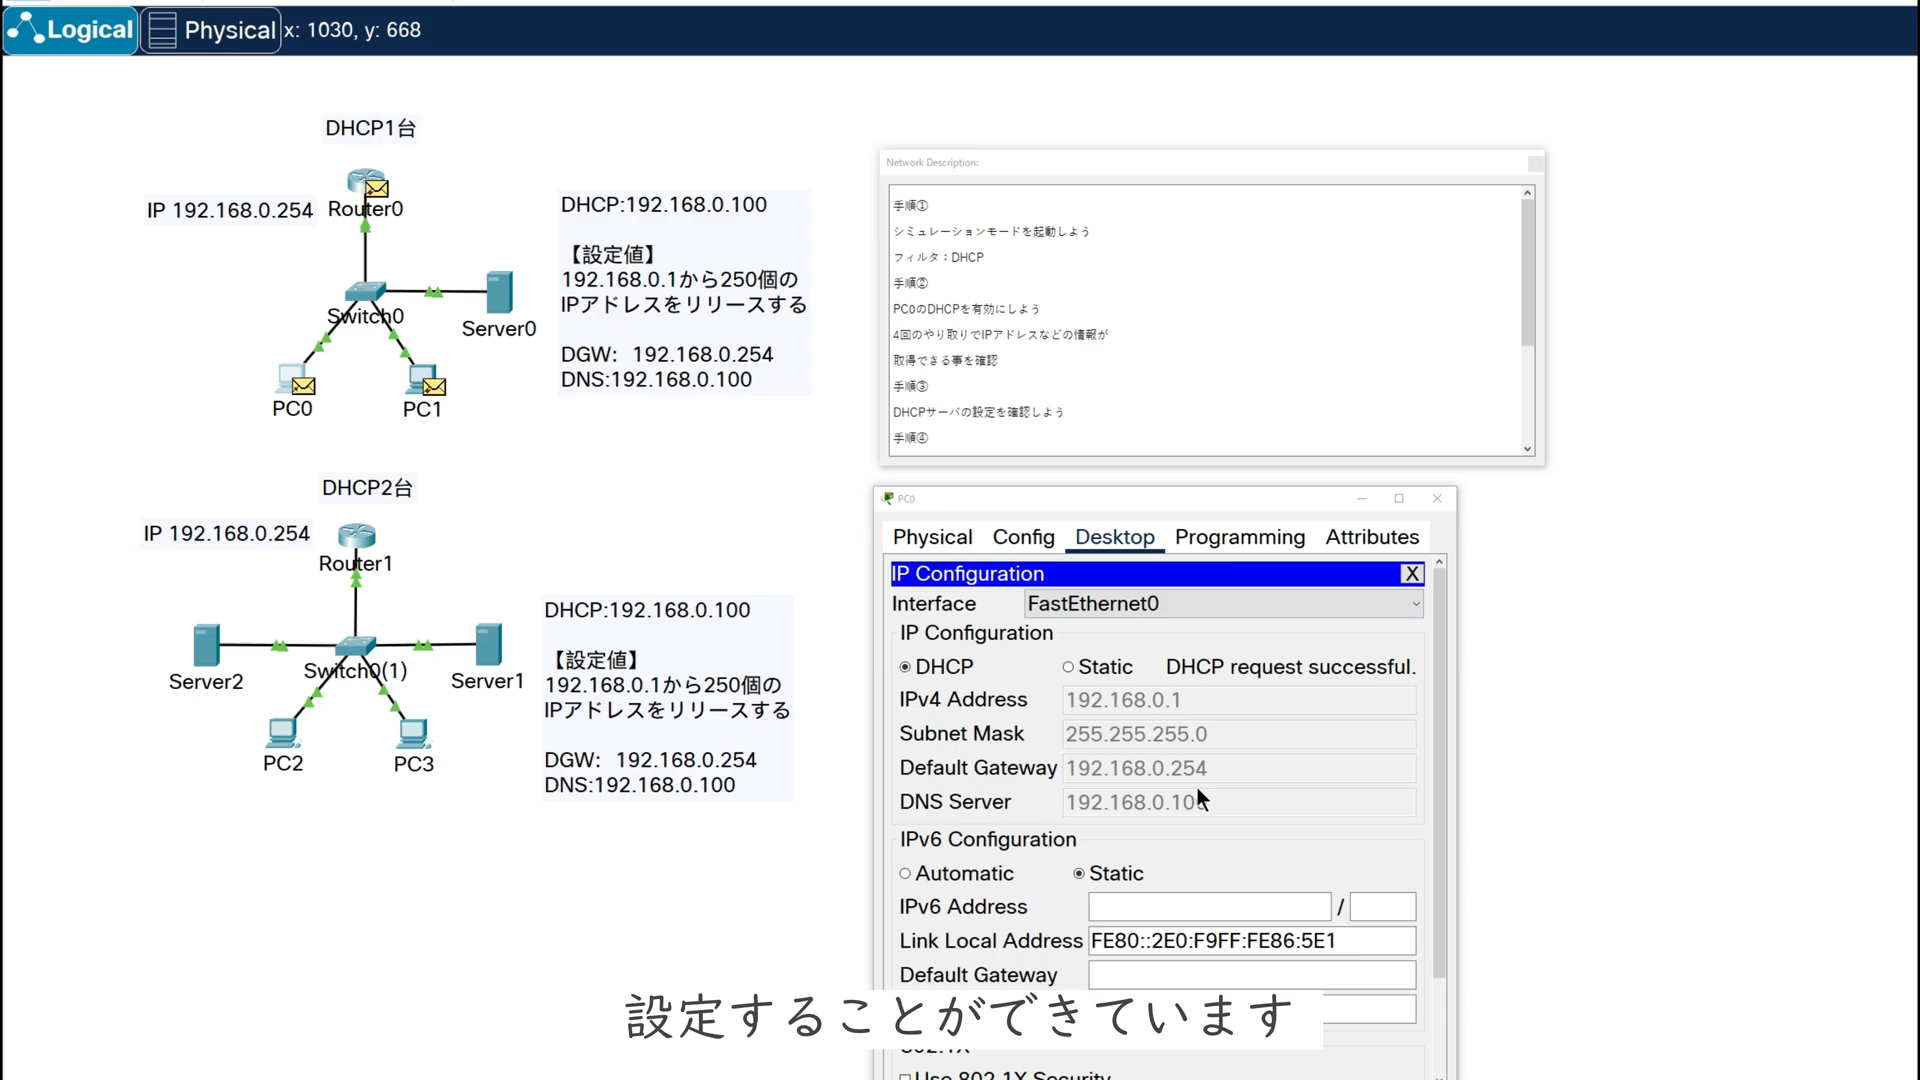 Logical
Physical
x: 1030, y: 668
DHCP1台
IP 192.168.0.254
Router0
Switch0
Server0
PC0
PC1
DHCP:192.168.0.100
【設定値】
192.168.0.1から250個の
IPアドレスをリリースする
DGW: 192.168.0.254
DNS:192.168.0.100
DHCP2台
IP 192.168.0.254
Router1
Server2
Switch0(1)
Server1
PC2
PC3
DHCP:192.168.0.100
【設定値】
192.168.0.1から250個の
IPアドレスをリリースする
DGW: 192.168.0.254
DNS:192.168.0.100
Network Description:
手順①
シミュレーションモードを起動しよう
フィルタ：DHCP
手順②
PC0のDHCPを有効にしよう
4回のやり取りでIPアドレスなどの情報が
取得できる事を確認
手順③
DHCPサーバの設定を確認しよう
手順④
PC0
Physical Config Desktop Programming Attributes
IP Configuration X
Interface FastEthernet0
IP Configuration
DHCP Static DHCP request successful.
IPv4 Address 192.168.0.1
Subnet Mask 255.255.255.0
Default Gateway 192.168.0.254
DNS Server 192.168.0.100
IPv6 Configuration
Automatic Static
IPv6 Address /
Link Local Address FE80::2E0:F9FF:FE86:5E1
Default Gateway
設定することができています
802.1X
Use 802.1X Security